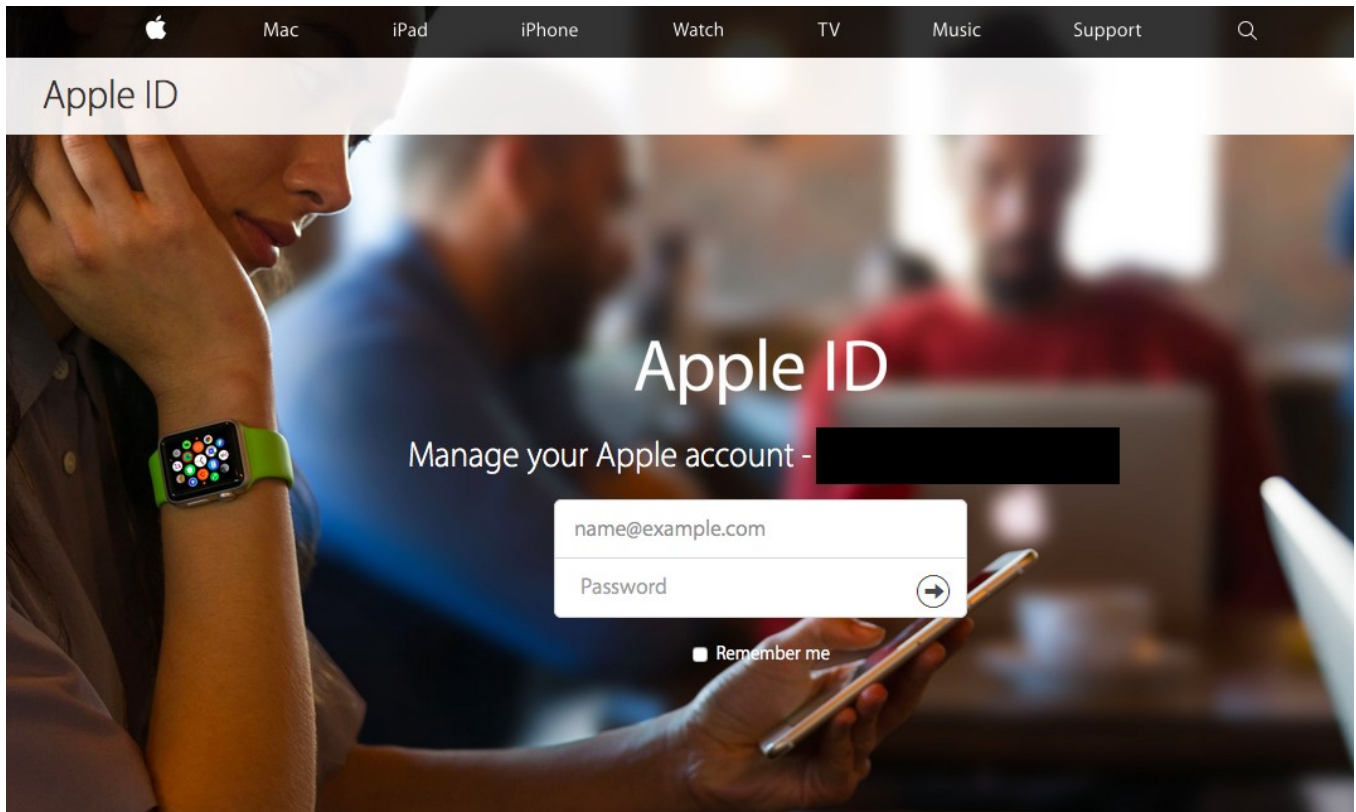 Mac iPad iPhone Watch TV Music Support
Apple ID
Apple ID
Manage your Apple account -
name@example.com
Password
Remember me